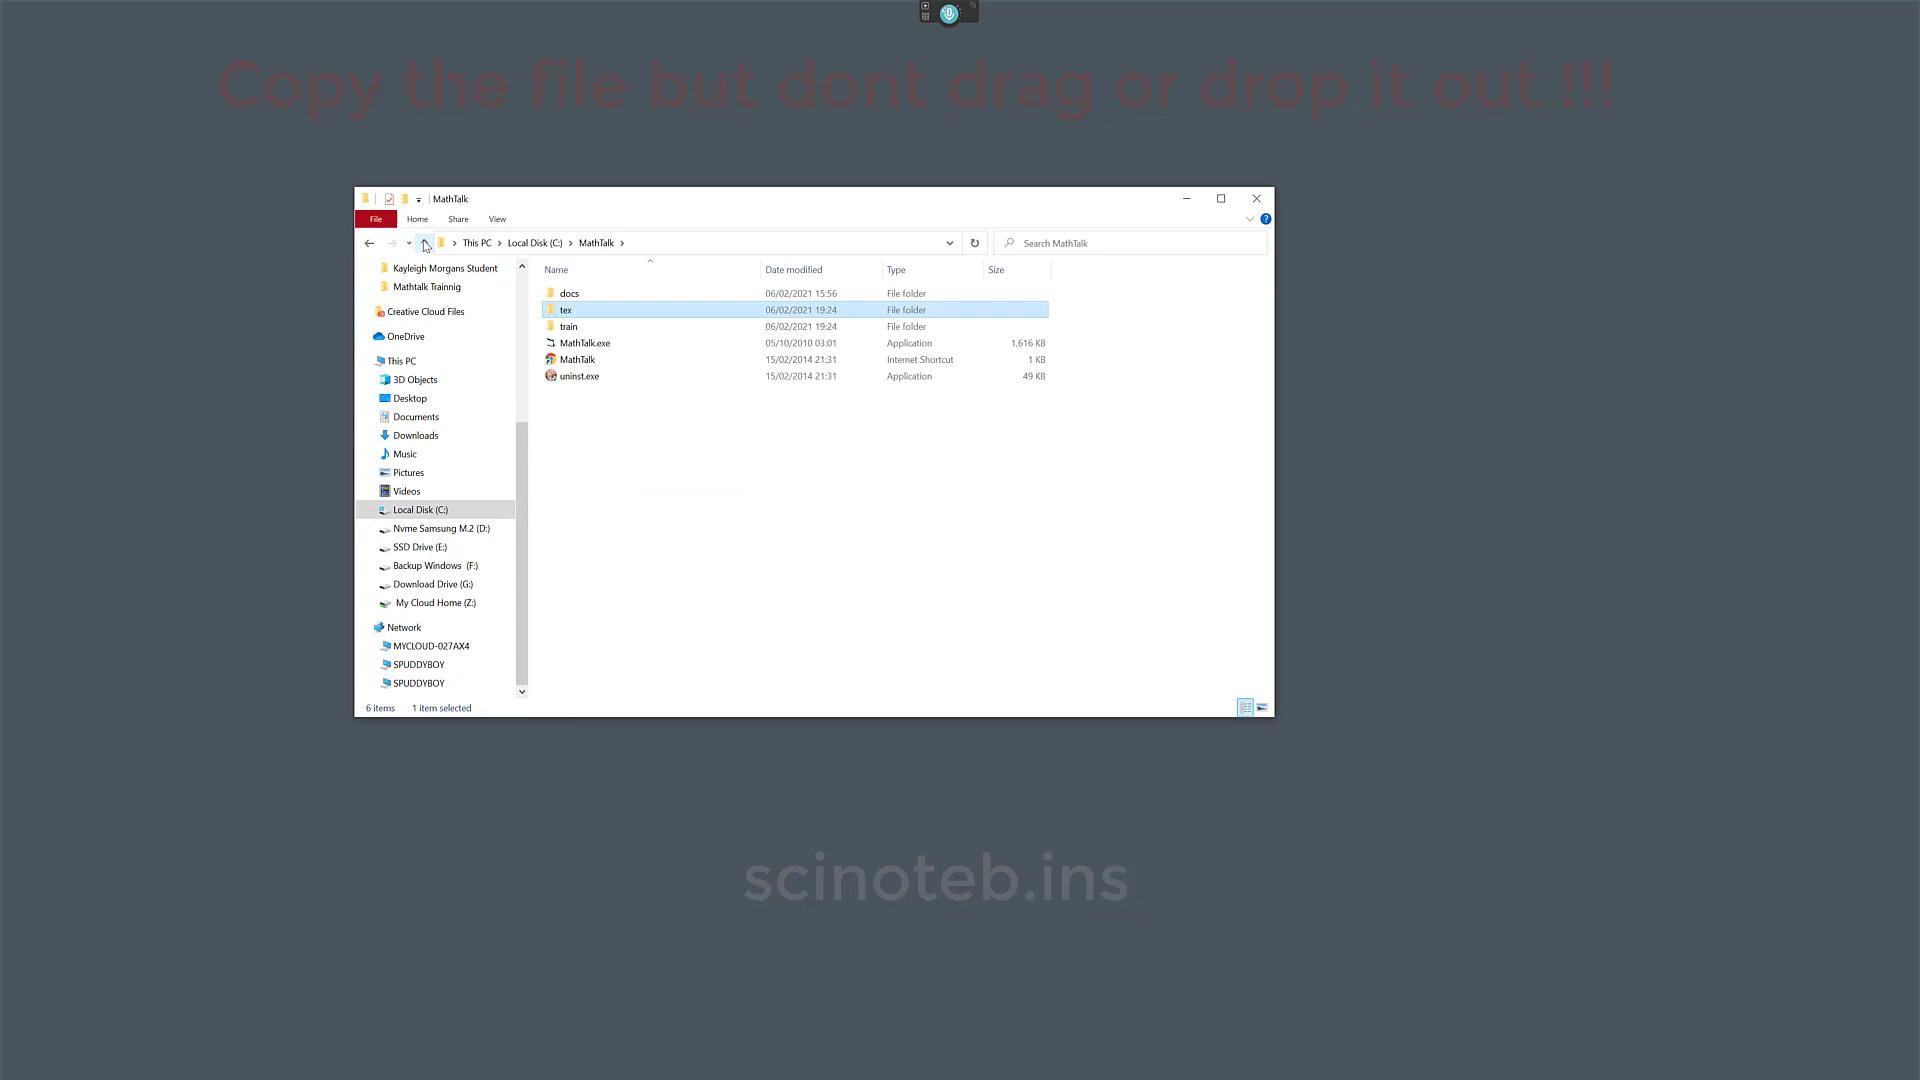 Copy the file but dont drag or drop it out !!!
MathTalk
File Home Share View
This PC Local Disk (C:) MathTalk
Search MathTalk
Kayleigh Morgans Student
Mathtalk Trainnig
Creative Cloud Files
OneDrive
This PC
3D Objects
Desktop
Documents
Downloads
Music
Pictures
Videos
Local Disk (C:)
Nvme Samsung M.2 (D:)
SSD Drive (E:)
Backup Windows (F:)
Download Drive (G:)
My Cloud Home (Z:)
Network
MYCLOUD-027AX4
SPUDDYBOY
SPUDDYBOY
Name Date modified Type Size
docs 06/02/2021 15:56 File folder
tex 06/02/2021 19:24 File folder
train 06/02/2021 19:24 File folder
MathTalk.exe 05/10/2010 03:01 Application 1,616 KB
MathTalk 15/02/2014 21:31 Internet Shortcut 1 KB
uninst.exe 15/02/2014 21:31 Application 49 KB
6 items 1 item selected
scinoteb.ins